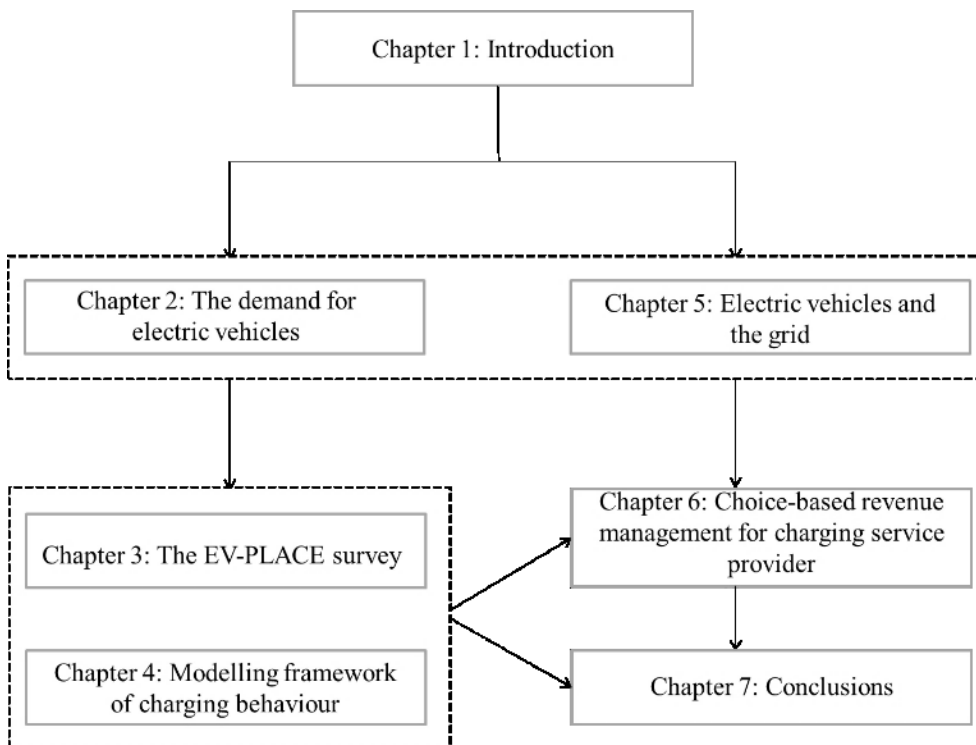 Chapter 1: Introduction
Chapter 2: The demand for
electric vehicles
Chapter 5: Electric vehicles and
the grid
Chapter 3: The EV-PLACE survey
Chapter 4: Modelling framework
of charging behaviour
Chapter 6: Choice-based revenue
management for charging service
provider
Chapter 7: Conclusions